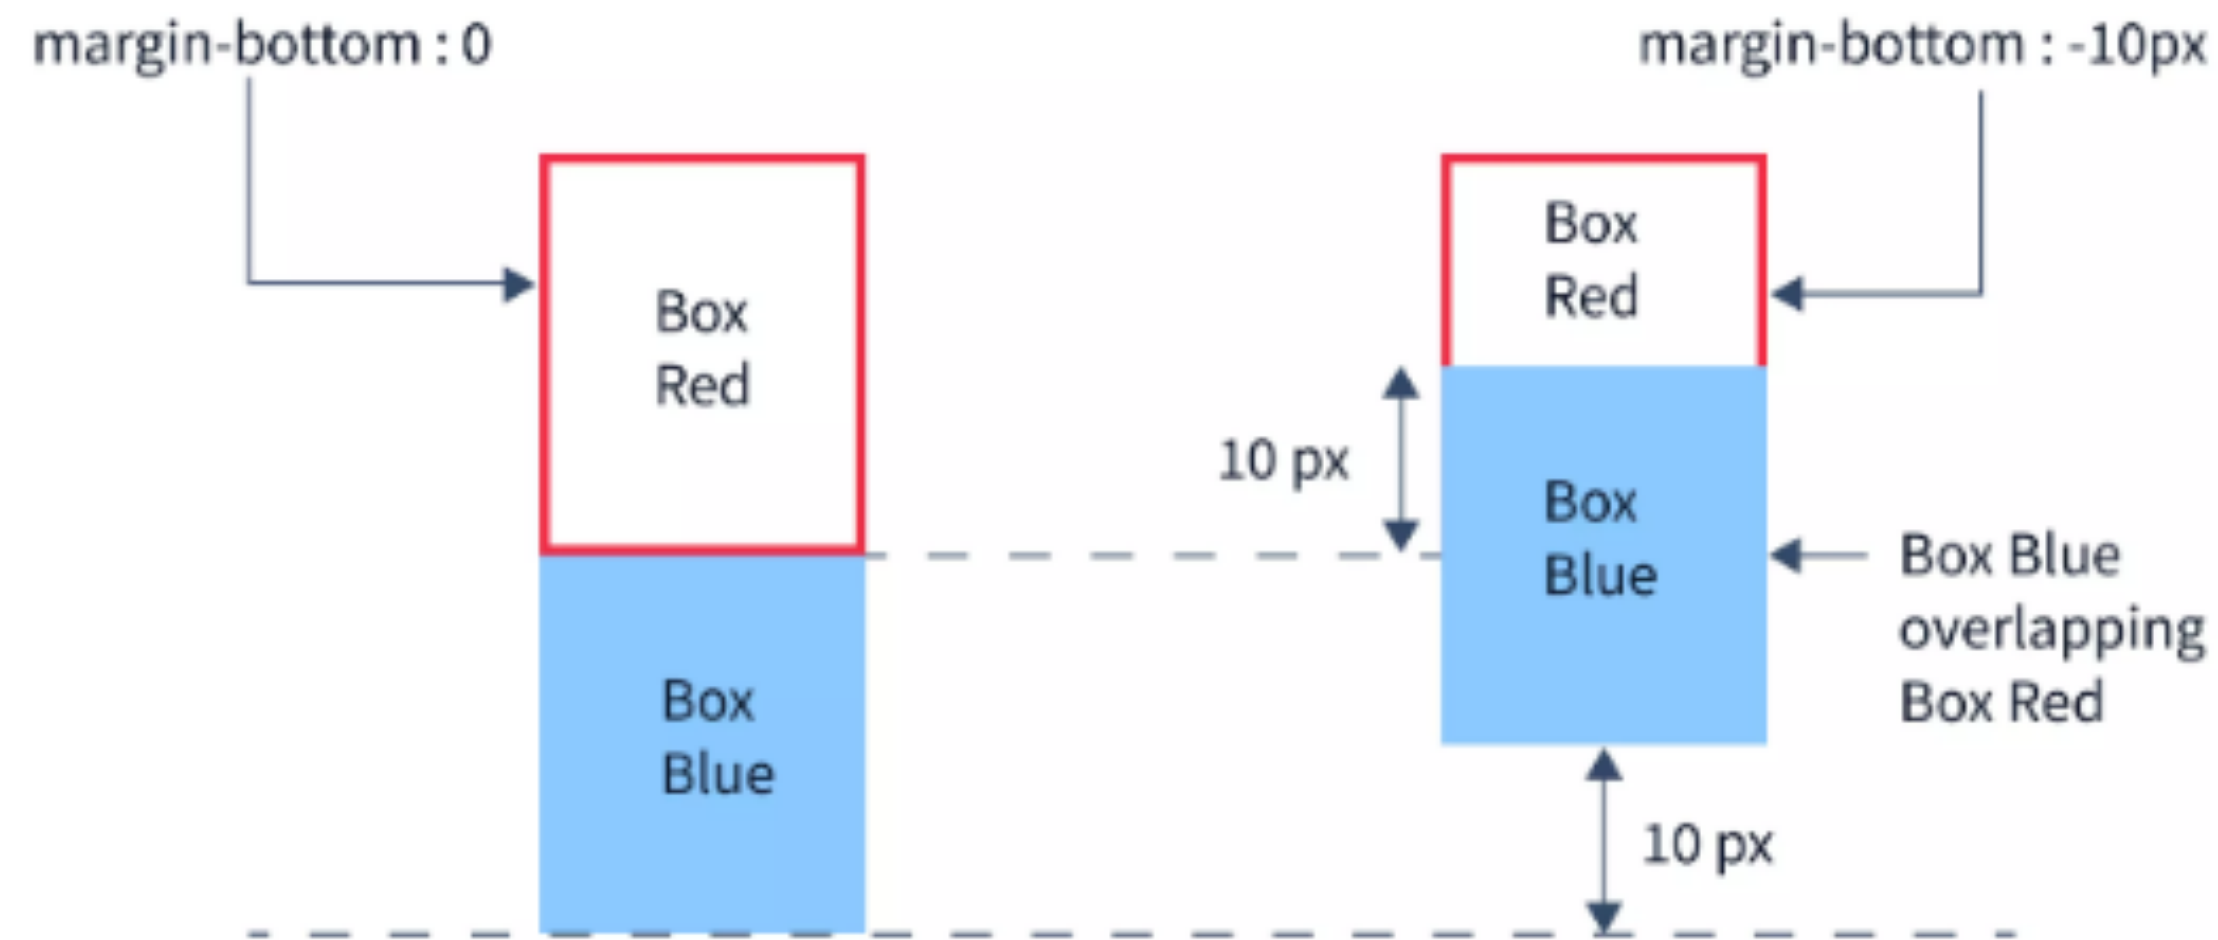 margin-bottom : 0
margin-bottom : -10px
Box
Red
Box
Blue
Box
Red
10 px
Box
Blue
Box Blue
overlapping
Box Red
10 px